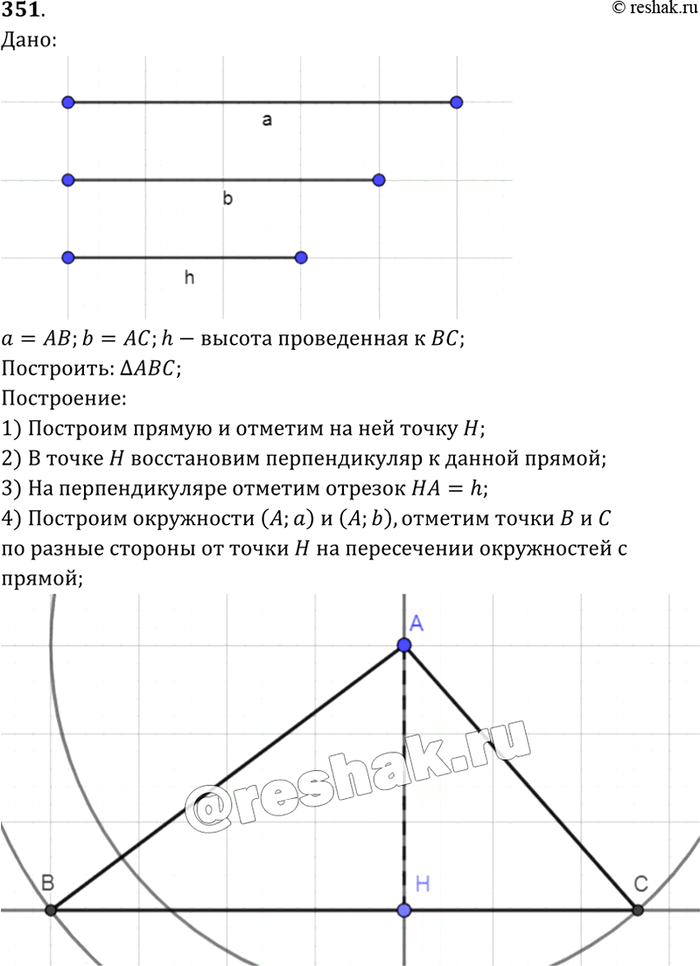 351.
© reshak.ru
Дано:
a
b
h
a = AB; b = AC; h − высота проведенная к BC;
Построить: ΔABC;
Построение:
1) Построим прямую и отметим на ней точку H;
2) В точке H восстановим перпендикуляр к данной прямой;
3) На перпендикуляре отметим отрезок HA = h;
4) Построим окружности (A; a) и (A; b), отметим точки B и C
по разные стороны от точки H на пересечении окружностей с
прямой;
A
@reshak.ru
B
H
C